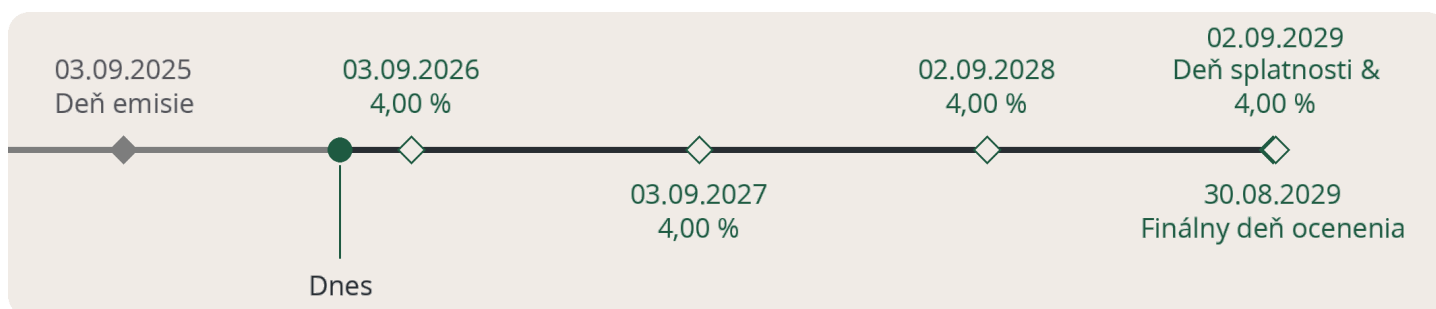 03.09.2025
Deň emisie
03.09.2026
4,00 %
03.09.2027
4,00 %
02.09.2028
4,00 %
02.09.2029
Deň splatnosti &
4,00 %
30.08.2029
Finálny deň ocenenia
Dnes